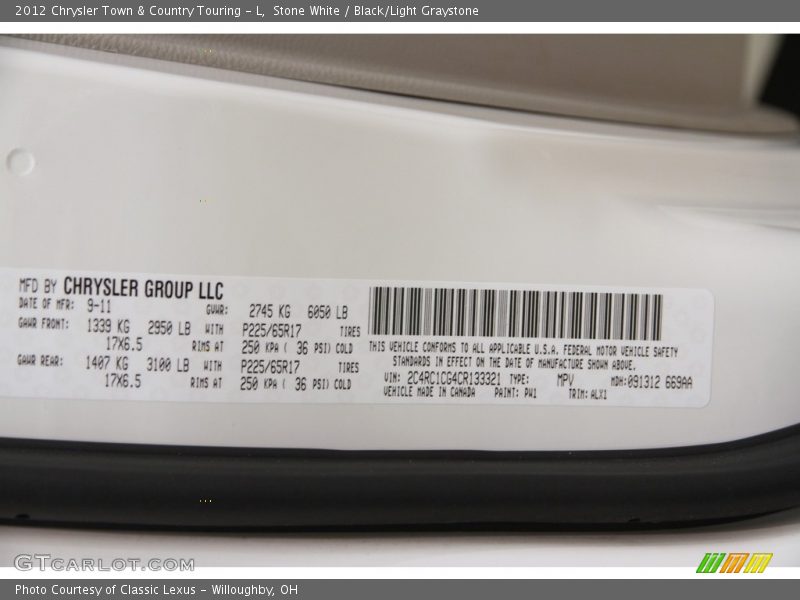 2012 Chrysler Town & Country Touring - L, Stone White / Black/Light Graystone
MFD BY CHRYSLER GROUP LLC
DATE OF MFR: 9-11 GVWR: 2745 KG 6050 LB
GAWR FRONT: 1339 KG 2950 LB WITH P225/65R17 TIRES
17X6.5 RIMS AT 250 KPA ( 36 PSI) COLD
GAWR REAR: 1407 KG 3100 LB WITH P225/65R17 TIRES
17X6.5 RIMS AT 250 KPA ( 36 PSI) COLD
THIS VEHICLE CONFORMS TO ALL APPLICABLE U.S.A. FEDERAL MOTOR VEHICLE SAFETY
STANDARDS IN EFFECT ON THE DATE OF MANUFACTURE SHOWN ABOVE.
VIN: 2C4RC1CG4CR133321 TYPE: MPV MDH:091312 669AA
VEHICLE MADE IN CANADA PAINT: PW1 TRIM: ALX1
GTCARLOT.COM
Photo Courtesy of Classic Lexus - Willoughby, OH